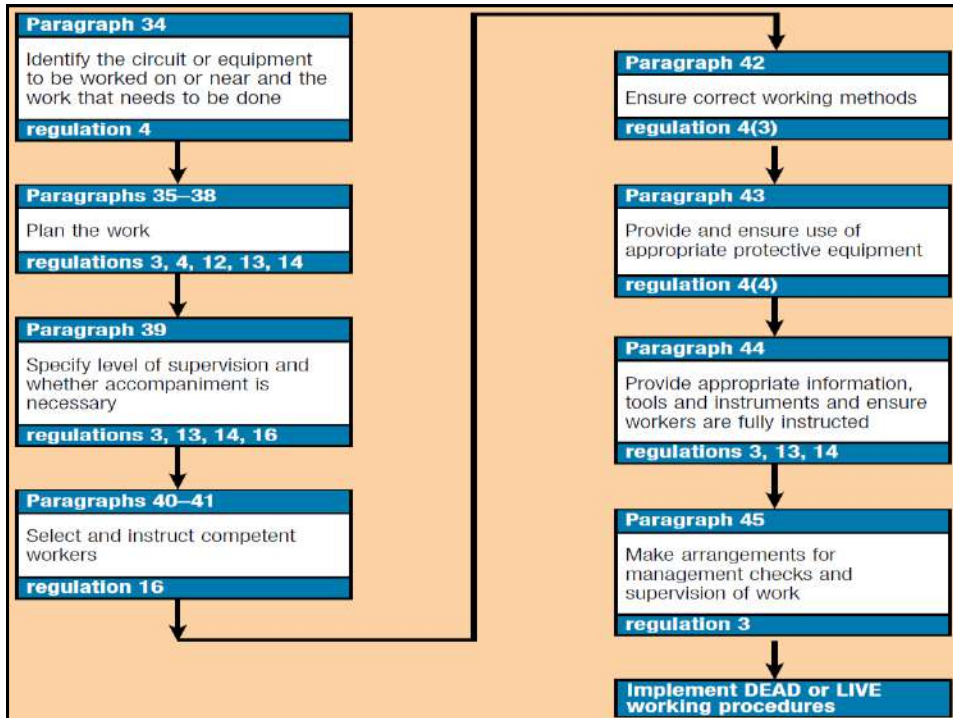 Paragraph 34
Identify the circuit or equipment
to be worked on or near and the
work that needs to be done
regulation 4
Paragraphs 35–38
Plan the work
regulations 3, 4, 12, 13, 14
Paragraph 39
Specify level of supervision and
whether accompaniment is
necessary
regulations 3, 13, 14, 16
Paragraphs 40–41
Select and instruct competent
workers
regulation 16
Paragraph 42
Ensure correct working methods
regulation 4(3)
Paragraph 43
Provide and ensure use of
appropriate protective equipment
regulation 4(4)
Paragraph 44
Provide appropriate information,
tools and instruments and ensure
workers are fully instructed
regulations 3, 13, 14
Paragraph 45
Make arrangements for
management checks and
supervision of work
regulation 3
Implement DEAD or LIVE
working procedures